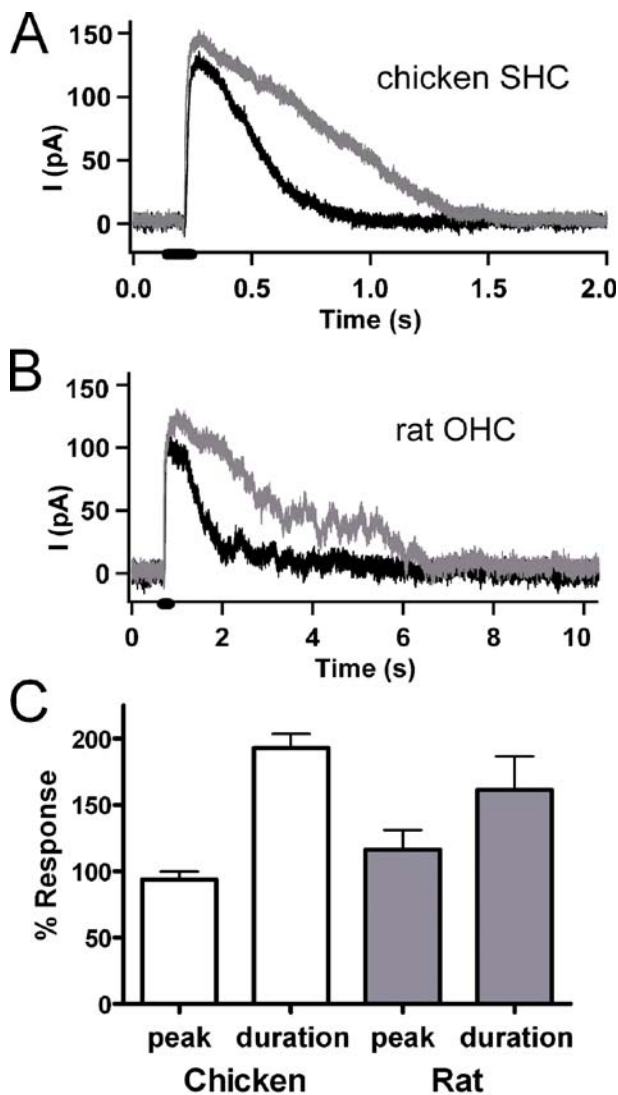 A
150
chicken SHC
100
I (pA)
50
0
0.0 0.5 1.0 1.5 2.0
Time (s)
B
150
rat OHC
100
I (pA)
50
0
0 2 4 6 8 10
Time (s)
C
200
150
% Response
100
50
0
peak duration peak duration
Chicken Rat